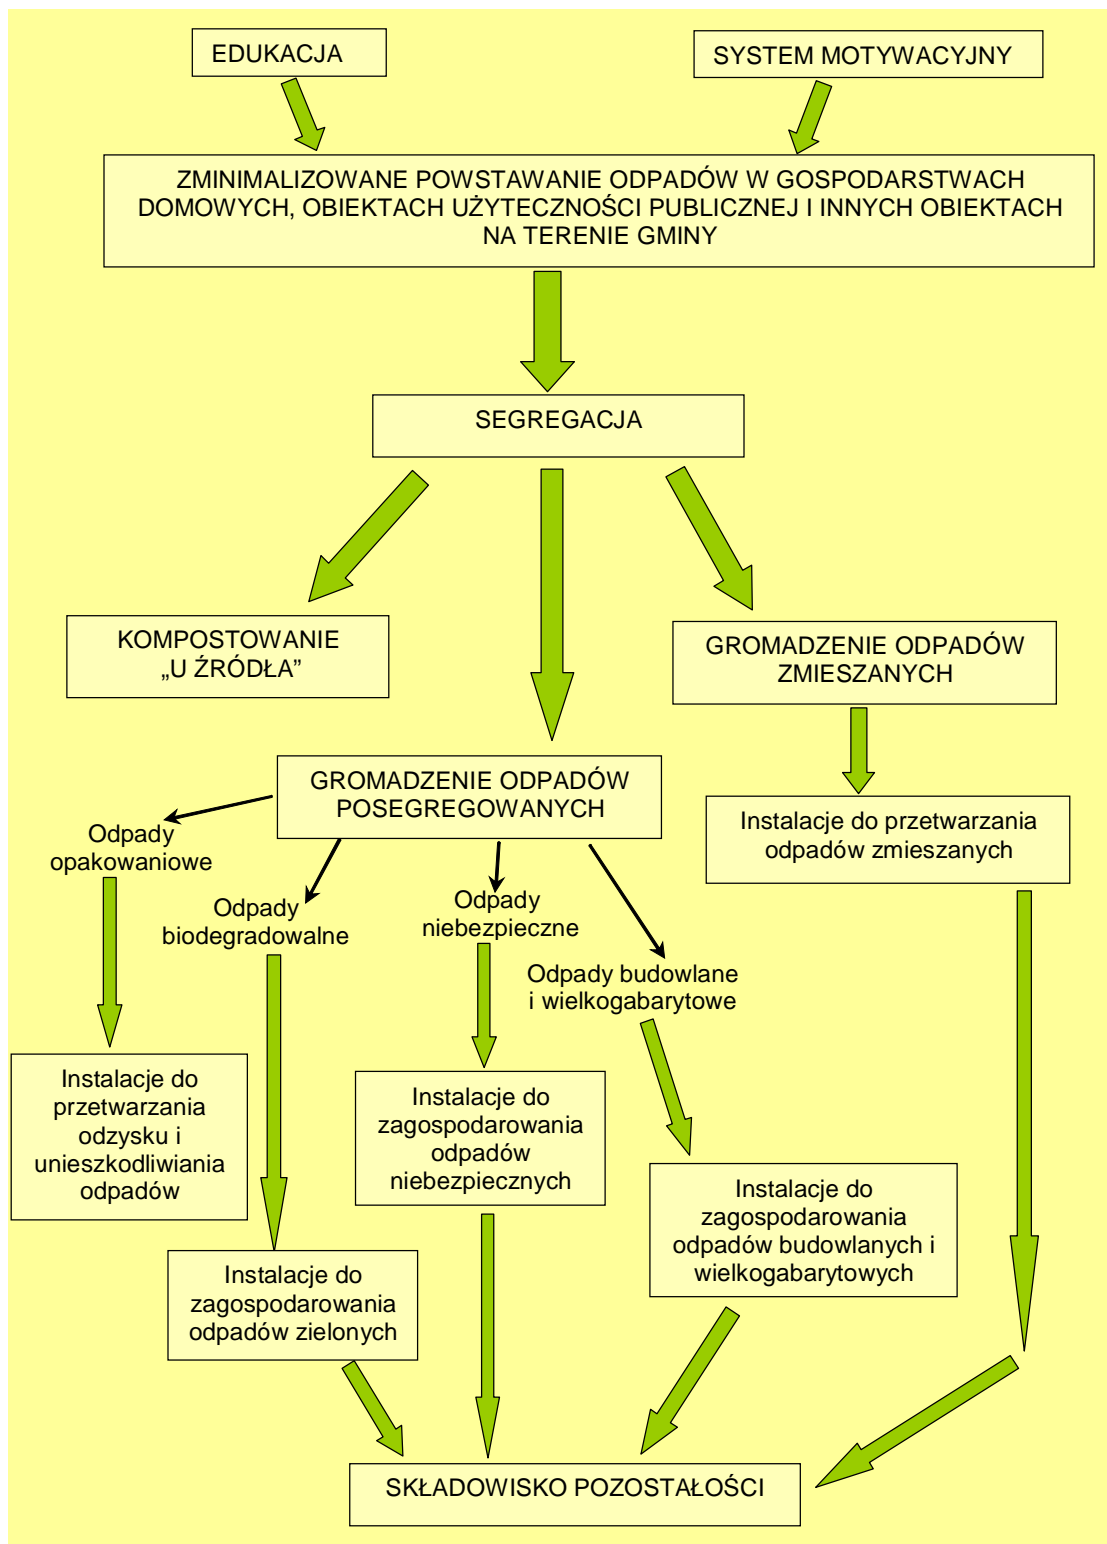 EDUKACJA
SYSTEM MOTYWACYJNY
ZMINIMALIZOWANE POWSTAWANIE ODPADÓW W GOSPODARSTWACH
DOMOWYCH, OBIEKTACH UŻYTECZNOŚCI PUBLICZNEJ I INNYCH OBIEKTACH
NA TERENIE GMINY
SEGREGACJA
KOMPOSTOWANIE
„U ŹRÓDŁA”
GROMADZENIE ODPADÓW
ZMIESZANYCH
GROMADZENIE ODPADÓW
POSEGREGOWANYCH
Instalacje do przetwarzania
odpadów zmieszanych
Odpady
opakowaniowe
Odpady
biodegradowalne
Odpady
niebezpieczne
Odpady budowlane
i wielkogabarytowe
Instalacje do
przetwarzania
odzysku i
unieszkodliwiania
odpadów
Instalacje do
zagospodarowania
odpadów
niebezpiecznych
Instalacje do
zagospodarowania
odpadów budowlanych i
wielkogabarytowych
Instalacje do
zagospodarowania
odpadów zielonych
SKŁADOWISKO POZOSTAŁOŚCI